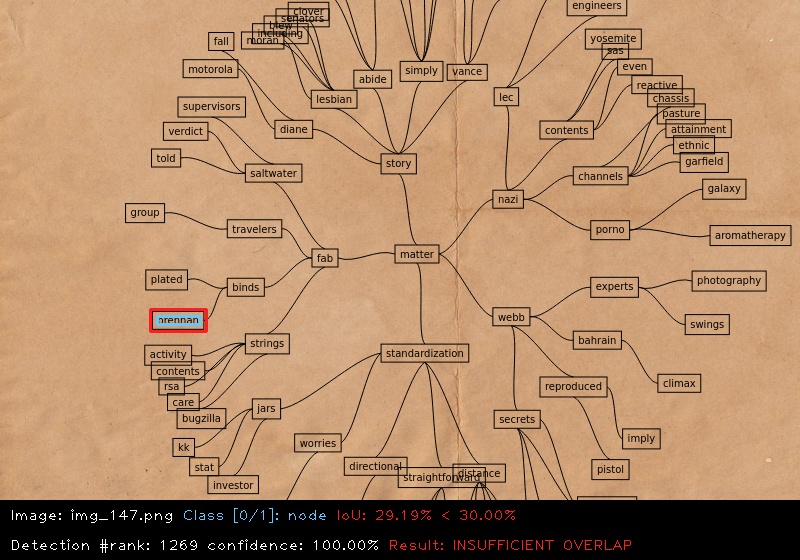 engineers
clover
senators
blew
including
moran
yosemite
sas
fall
motorola
abide
simply
vance
even
reactive
lesbian
lec
chassis
supervisors
pasture
verdict
diane
contents
attainment
told
story
ethnic
garfield
saltwater
channels
nazi
galaxy
group
travelers
porno
aromatherapy
fab
matter
plated
binds
experts
photography
brennan
webb
swings
activity
strings
standardization
bahrain
contents
rsa
reproduced
climax
care
bugzilla
jars
secrets
kk
worries
imply
stat
directional
straightforward
distance
pistol
investor
Image: img_147.png Class [0/1]: node IoU: 29.19% < 30.00%
Detection #rank: 1269 confidence: 100.00% Result: INSUFFICIENT OVERLAP